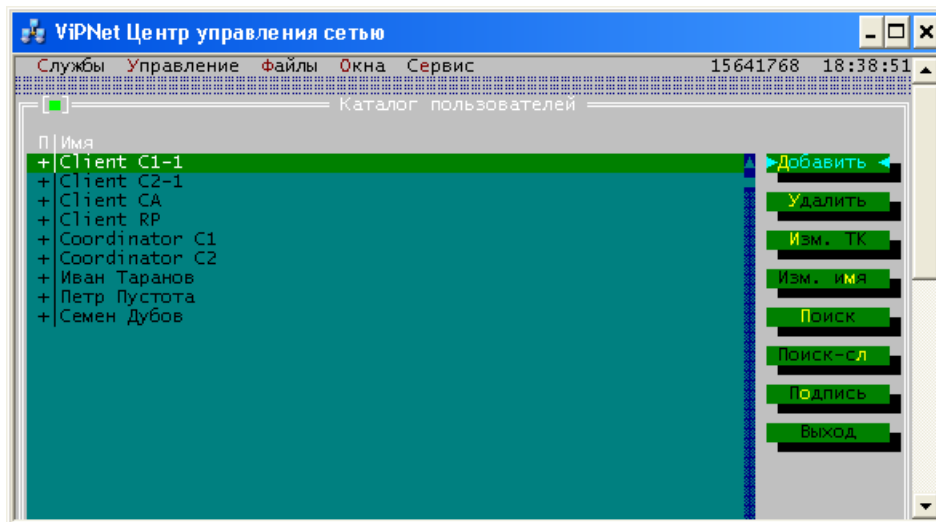 ViPNet Центр управления сетью
Службы Управление Файлы Окна Сервис 15641768 18:38:51
Каталог пользователей
П|Имя
+|Client C1-1
+|Client C2-1
+|Client CA
+|Client RP
+|Coordinator C1
+|Coordinator C2
+|Иван Таранов
+|Петр Пустота
+|Семен Дубов
Добавить
Удалить
Изм. ТК
Изм. имя
Поиск
Поиск-сл
Подпись
Выход